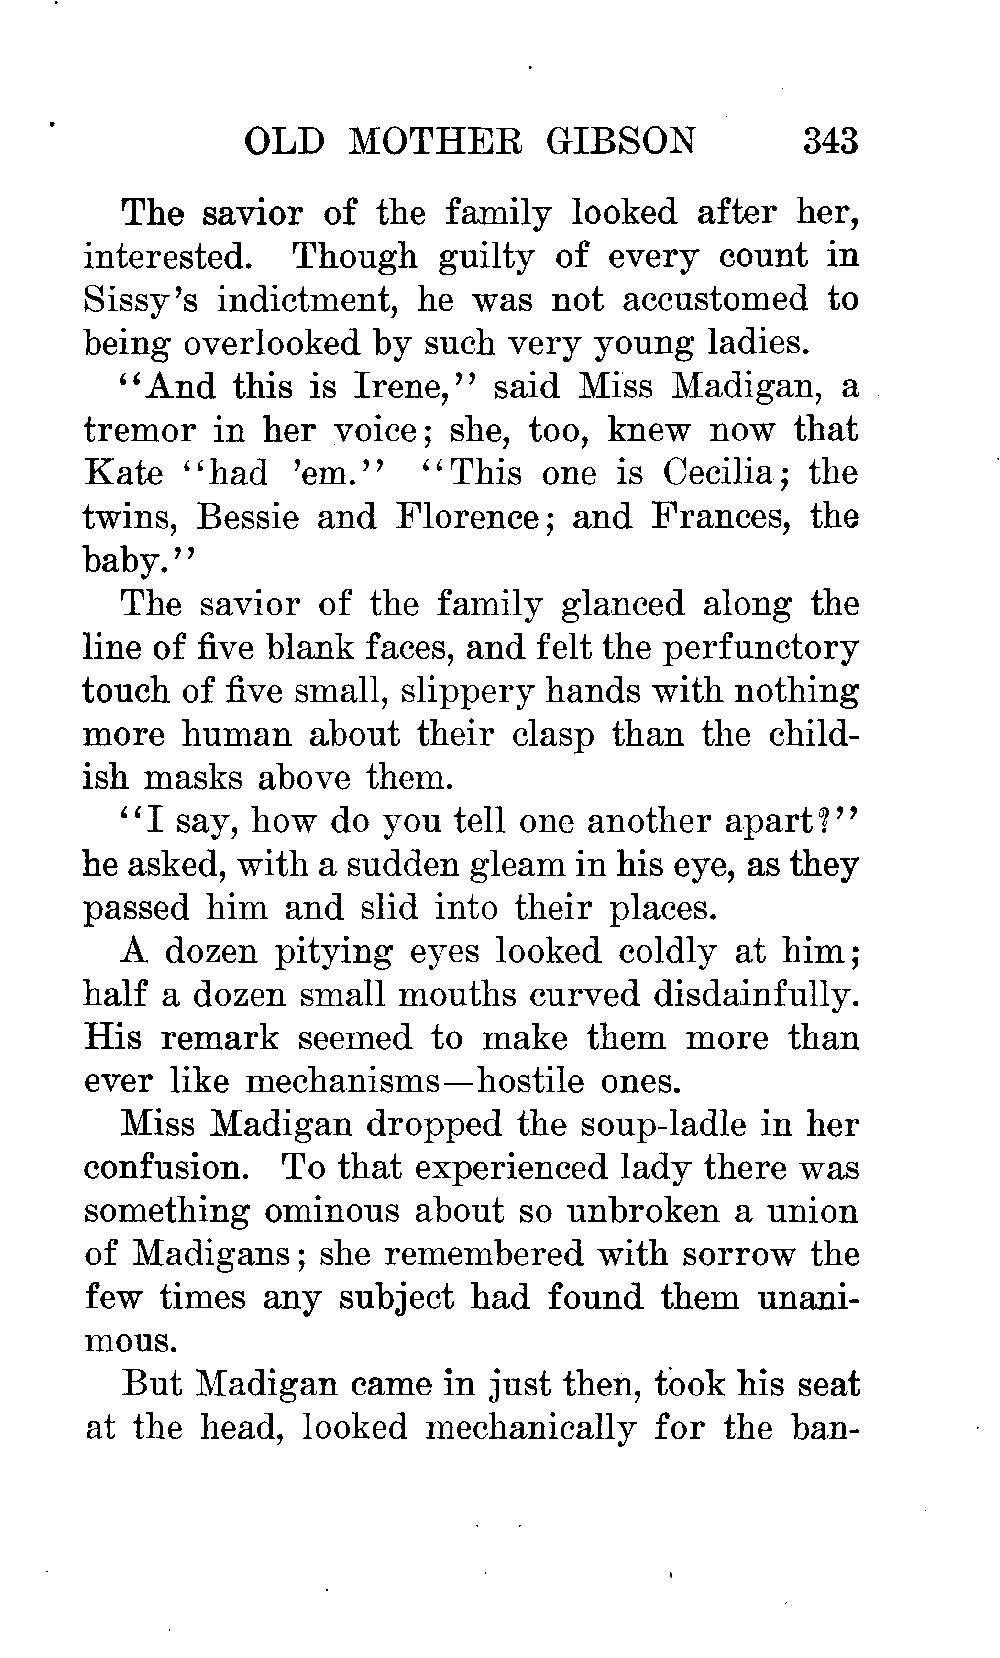 OLD MOTHER GIBSON 343
The savior of the family looked after her,
interested. Though guilty of every count in
Sissy's indictment, he was not accustomed to
being overlooked by such very young ladies.
"And this is Irene," said Miss Madigan, a
tremor in her voice; she, too, knew now that
Kate "had 'em." "This one is Cecilia; the
twins, Bessie and Florence; and Frances, the
baby."
The savior of the family glanced along the
line of five blank faces, and felt the perfunctory
touch of five small, slippery hands with nothing
more human about their clasp than the child-
ish masks above them.
"I say, how do you tell one another apart?"
he asked, with a sudden gleam in his eye, as they
passed him and slid into their places.
A dozen pitying eyes looked coldly at him;
half a dozen small mouths curved disdainfully.
His remark seemed to make them more than
ever like mechanisms—hostile ones.
Miss Madigan dropped the soup-ladle in her
confusion. To that experienced lady there was
something ominous about so unbroken a union
of Madigans; she remembered with sorrow the
few times any subject had found them unani-
mous.
But Madigan came in just then, took his seat
at the head, looked mechanically for the ban-